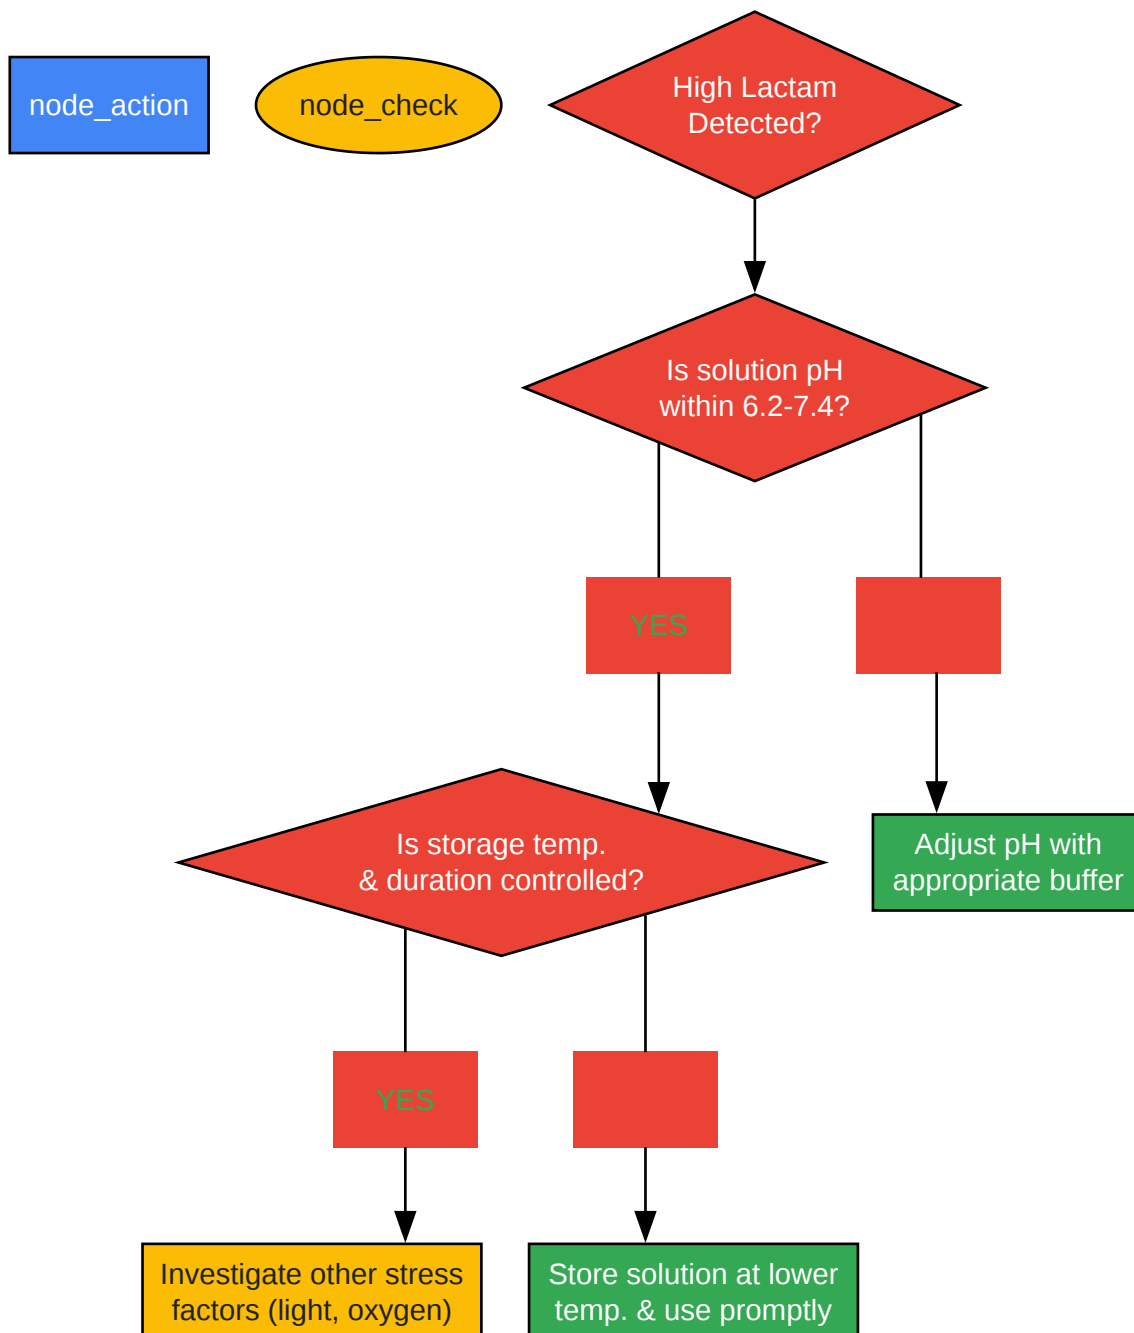 node_action
node_check
High Lactam
Detected?
Is solution pH
within 6.2-7.4?
YES
Is storage temp.
& duration controlled?
Adjust pH with
appropriate buffer
YES
Investigate other stress
factors (light, oxygen)
Store solution at lower
temp. & use promptly